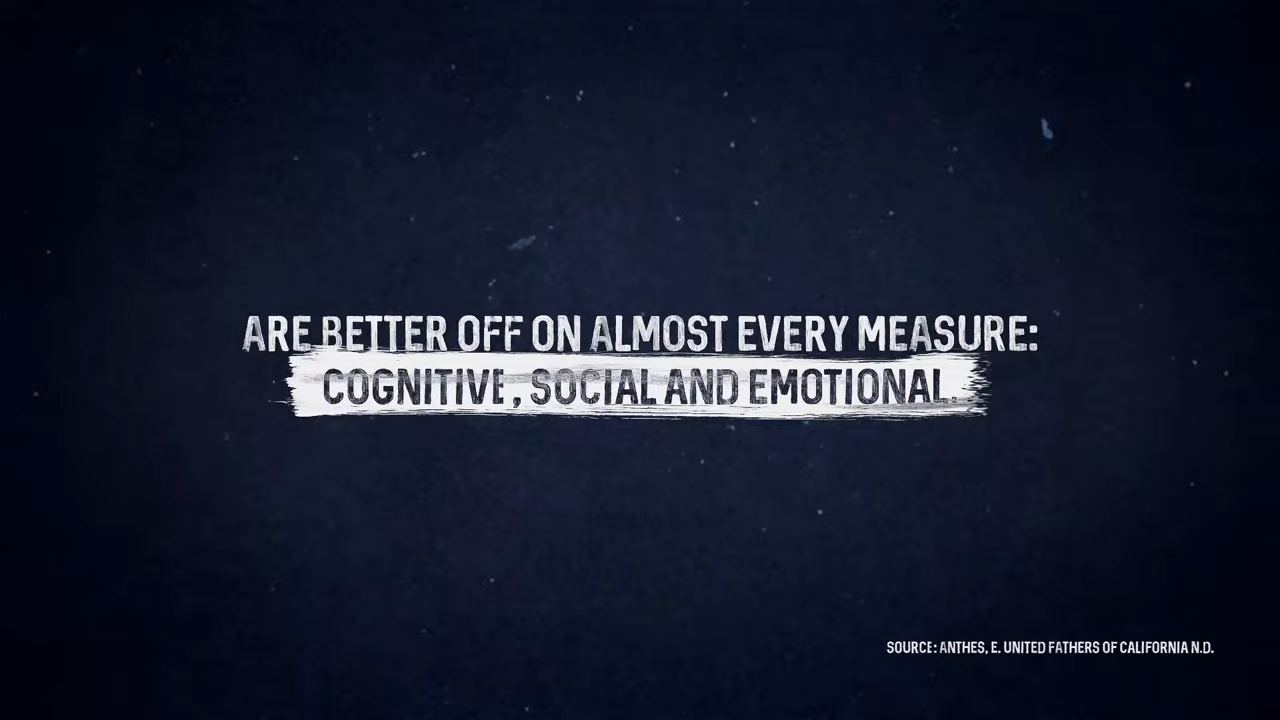 ARE BETTER OFF ON ALMOST EVERY MEASURE:
COGNITIVE, SOCIAL AND EMOTIONAL.
SOURCE: ANTHES, E. UNITED FATHERS OF CALIFORNIA N.D.